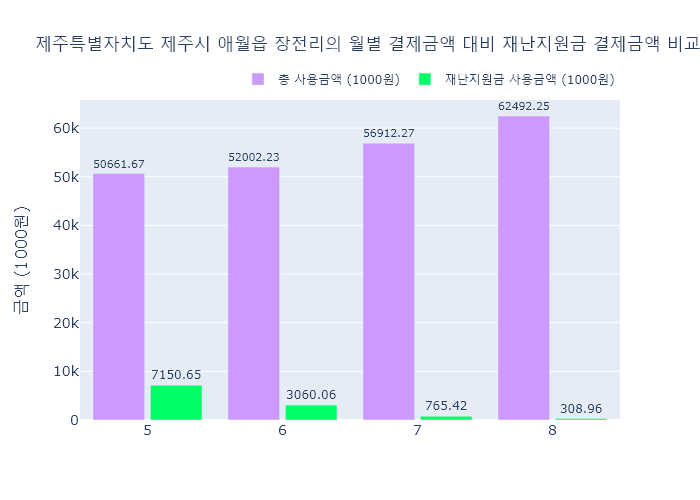 제주특별자치도 제주시 애월읍 장전리의 월별 결제금액 대비 재난지원금 결제금액 비교
총 사용금액 (1000원) 재난지원금 사용금액 (1000원)
금액 (1000원)
60k
50k
40k
30k
20k
10k
0
50661.67
7150.65
52002.23
3060.06
56912.27
765.42
62492.25
308.96
5 6 7 8